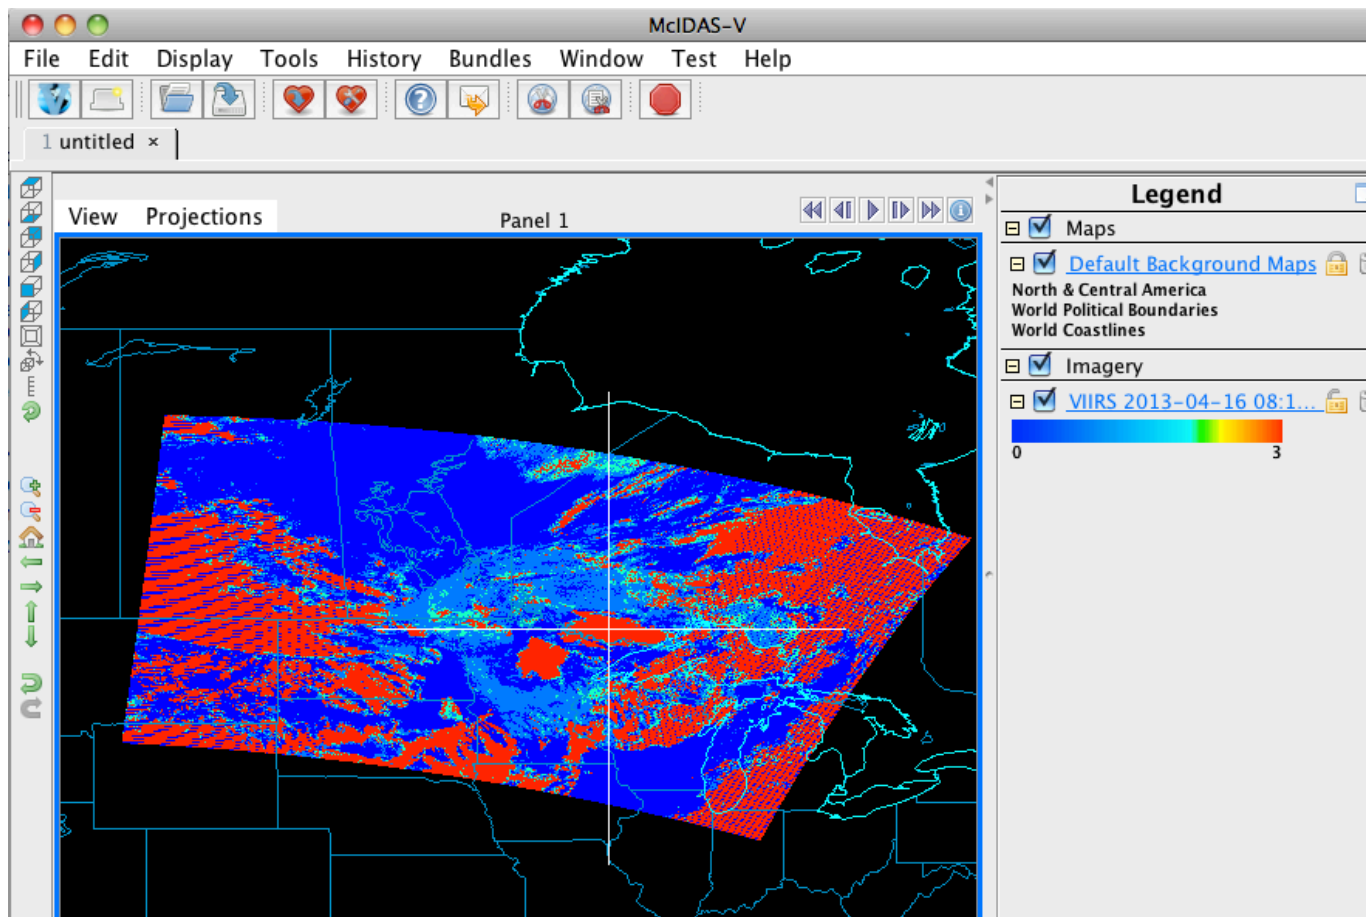 McIDAS-V
File Edit Display Tools History Bundles Window Test Help
1 untitled ×
View Projections
Panel 1
Legend
Maps
Default Background Maps
North & Central America
World Political Boundaries
World Coastlines
Imagery
VIIRS 2013-04-16 08:1...
0 3